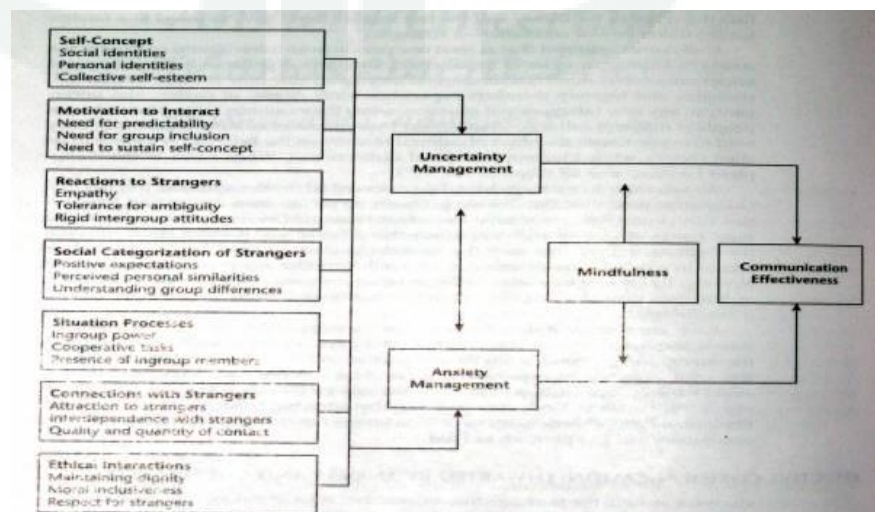 Self-Concept
Social identities
Personal identities
Collective self-esteem
Motivation to Interact
Need for predictability
Need for group inclusion
Need to sustain self-concept
Reactions to Strangers
Empathy
Tolerance for ambiguity
Rigid intergroup attitudes
Social Categorization of Strangers
Positive expectations
Perceived personal similarities
Understanding group differences
Situation Processes
Ingroup power
Cooperative tasks
Presence of ingroup members
Connections with Strangers
Attraction to strangers
Interdependence with strangers
Quality and quantity of contact
Ethical Interactions
Maintaining dignity
Moral inclusiveness
Respect for strangers
Uncertainty
Management
Anxiety
Management
Mindfulness
Communication
Effectiveness